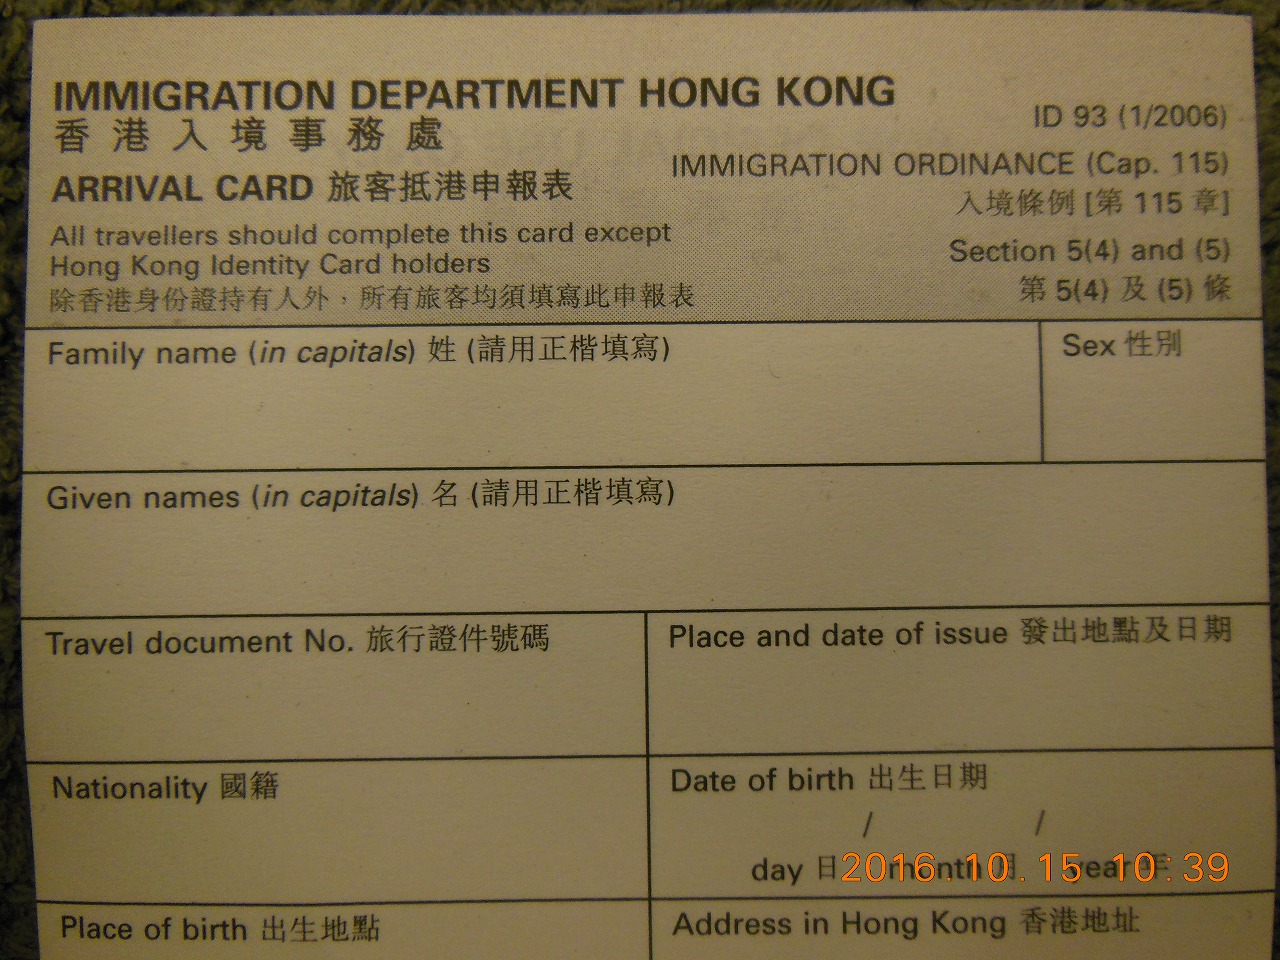 IMMIGRATION DEPARTMENT HONG KONG
香港入境事務處
ID 93 (1/2006)
ARRIVAL CARD 旅客抵港申報表
IMMIGRATION ORDINANCE (Cap. 115)
入境條例 [第 115 章]
All travellers should complete this card except
Hong Kong Identity Card holders
除香港身份證持有人外，所有旅客均須填寫此申報表
Section 5(4) and (5)
第 5(4) 及 (5) 條
Family name (in capitals) 姓 (請用正楷填寫)
Sex 性別
Given names (in capitals) 名 (請用正楷填寫)
Travel document No. 旅行證件號碼
Place and date of issue 發出地點及日期
Nationality 國籍
Date of birth 出生日期
/ /
day 日 month 月 year 年
2016.10.15 10:39
Place of birth 出生地點
Address in Hong Kong 香港地址